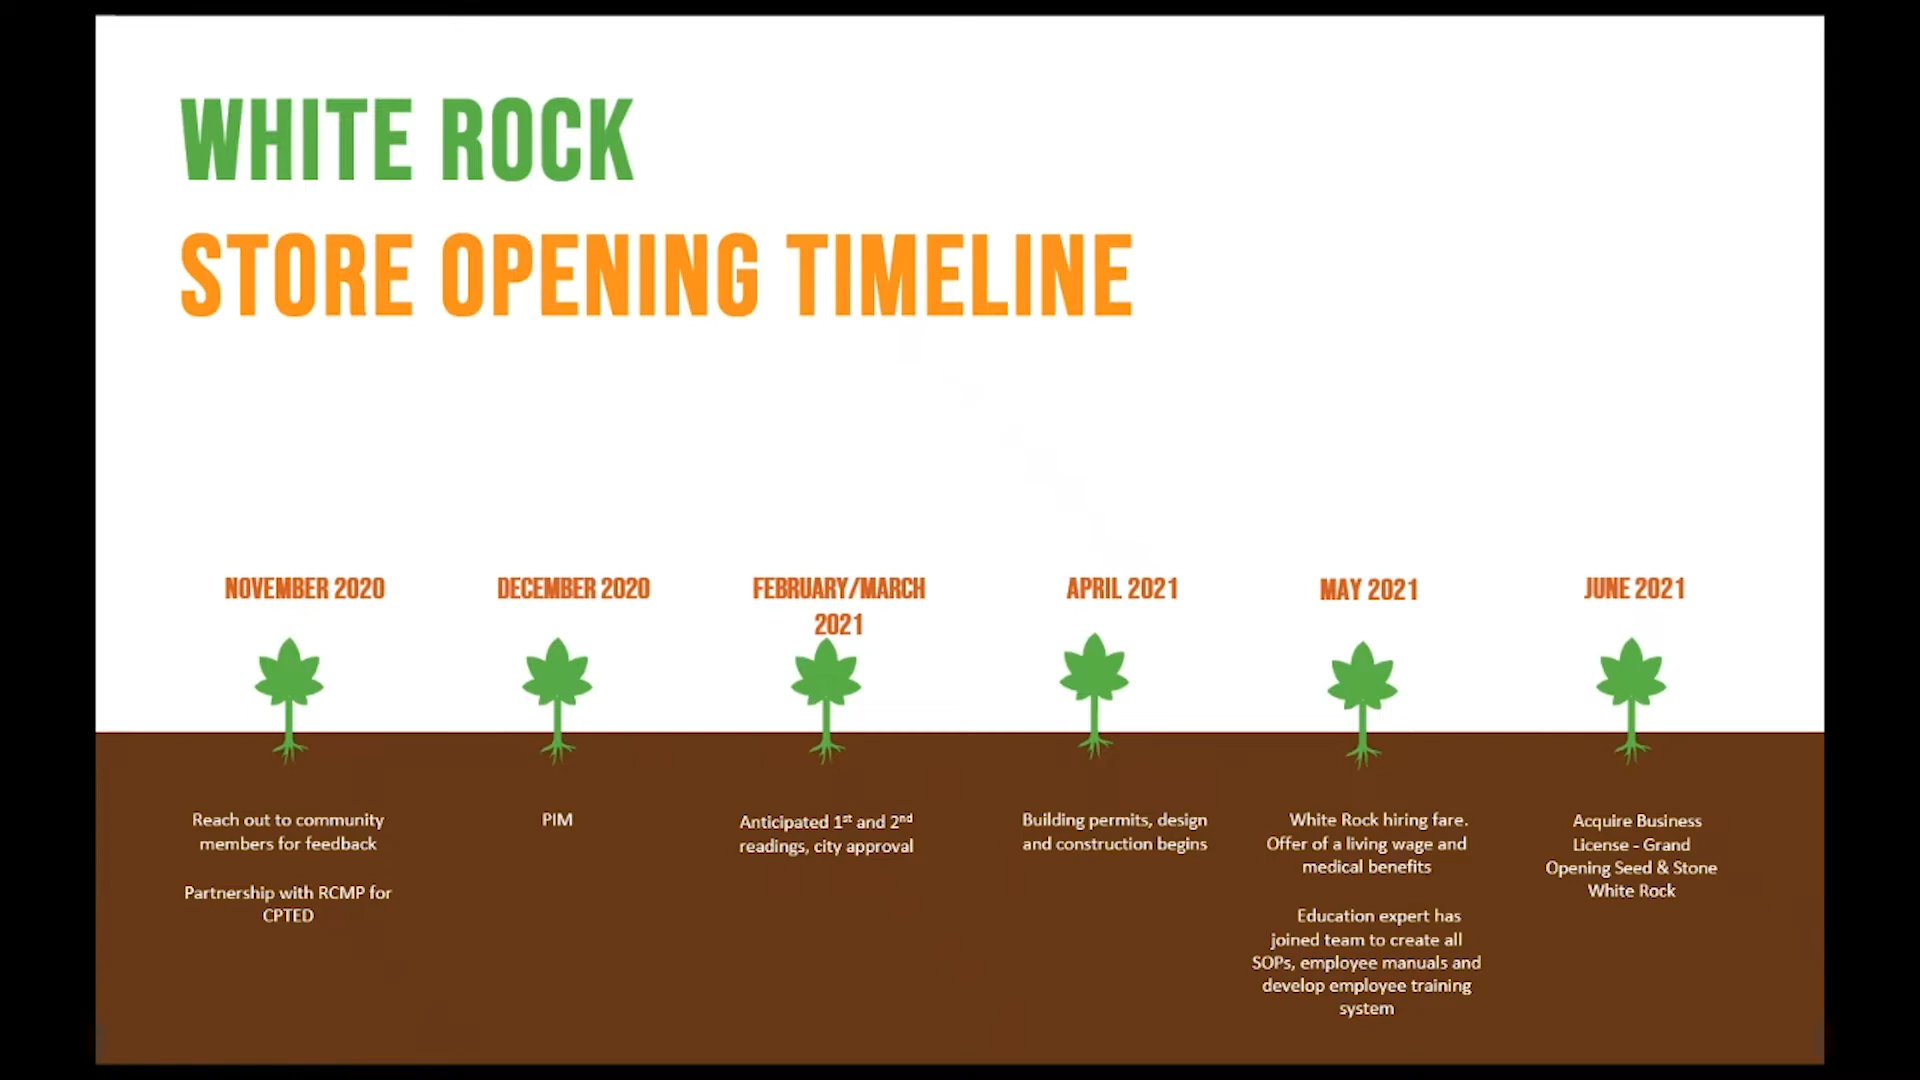 WHITE ROCK
STORE OPENING TIMELINE
NOVEMBER 2020
Reach out to community
members for feedback
Partnership with RCMP for
CPTED
DECEMBER 2020
PIM
FEBRUARY/MARCH
2021
Anticipated 1st and 2nd
readings, city approval
APRIL 2021
Building permits, design
and construction begins
MAY 2021
White Rock hiring fare.
Offer of a living wage and
medical benefits
Education expert has
joined team to create all
SOPs, employee manuals and
develop employee training
system
JUNE 2021
Acquire Business
License - Grand
Opening Seed & Stone
White Rock